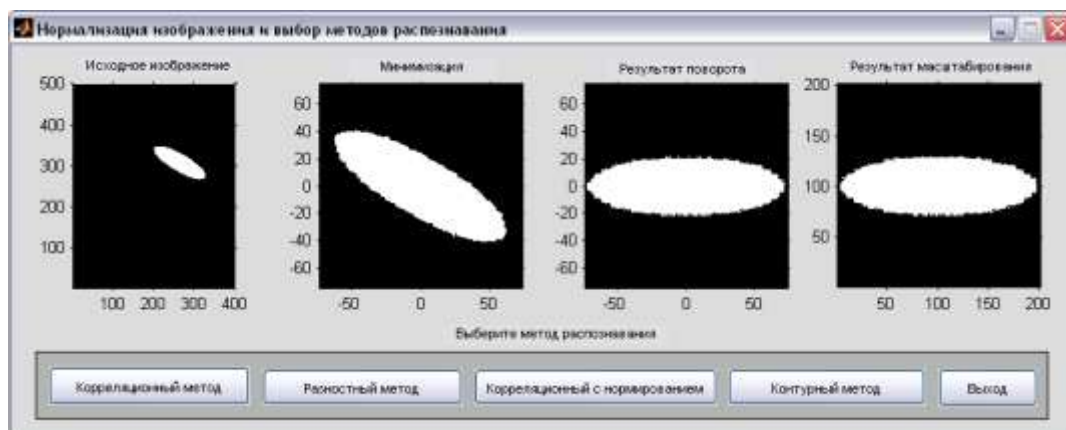 Нормализация изображения и выбор методов распознавания
Исходное изображение
Минимизация
Результат поворота
Результат масштабирования
500
400
300
200
100
100 200 300 400
60
40
20
0
-20
-40
-60
-50 0 50
60
40
20
0
-20
-40
-60
-50 0 50
200
150
100
50
50 100 150 200
Выберите метод распознавания
Корреляционный метод
Разностный метод
Корреляционный с нормированием
Контурный метод
Выход